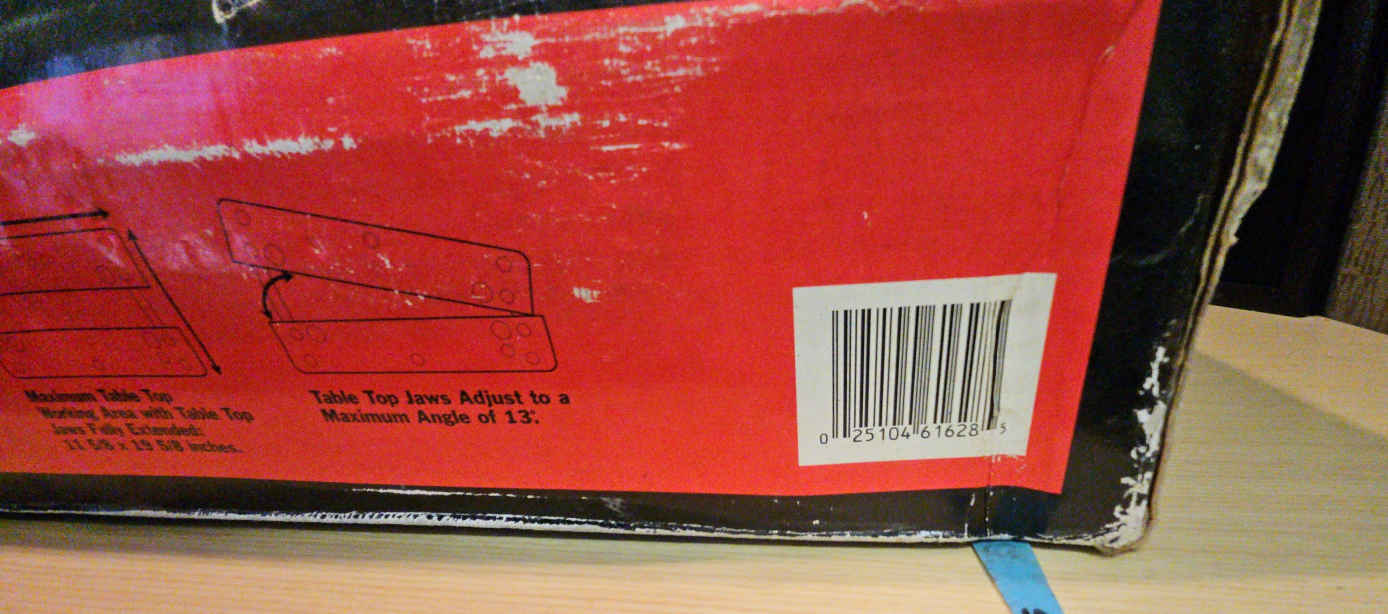 Maximum Table Top
Working Area with Table Top
Jaws Fully Extended:
11 5/8 x 19 5/8 inches.
Table Top Jaws Adjust to a
Maximum Angle of 13°.
0 25104 61628 5